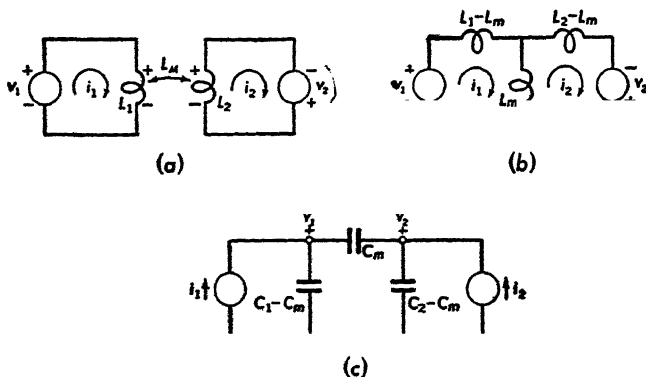 L₁–Lₘ L₂–Lₘ
+ + Lₘ + – + –
v₁ i₁ L₁ L₂ i₂ v₂ v₁ i₁ Lₘ i₂ v₂
– – – +
(a) (b)
v₁ v₂
+ +
Cₘ
i₁ C₁–Cₘ C₂–Cₘ i₂
(c)